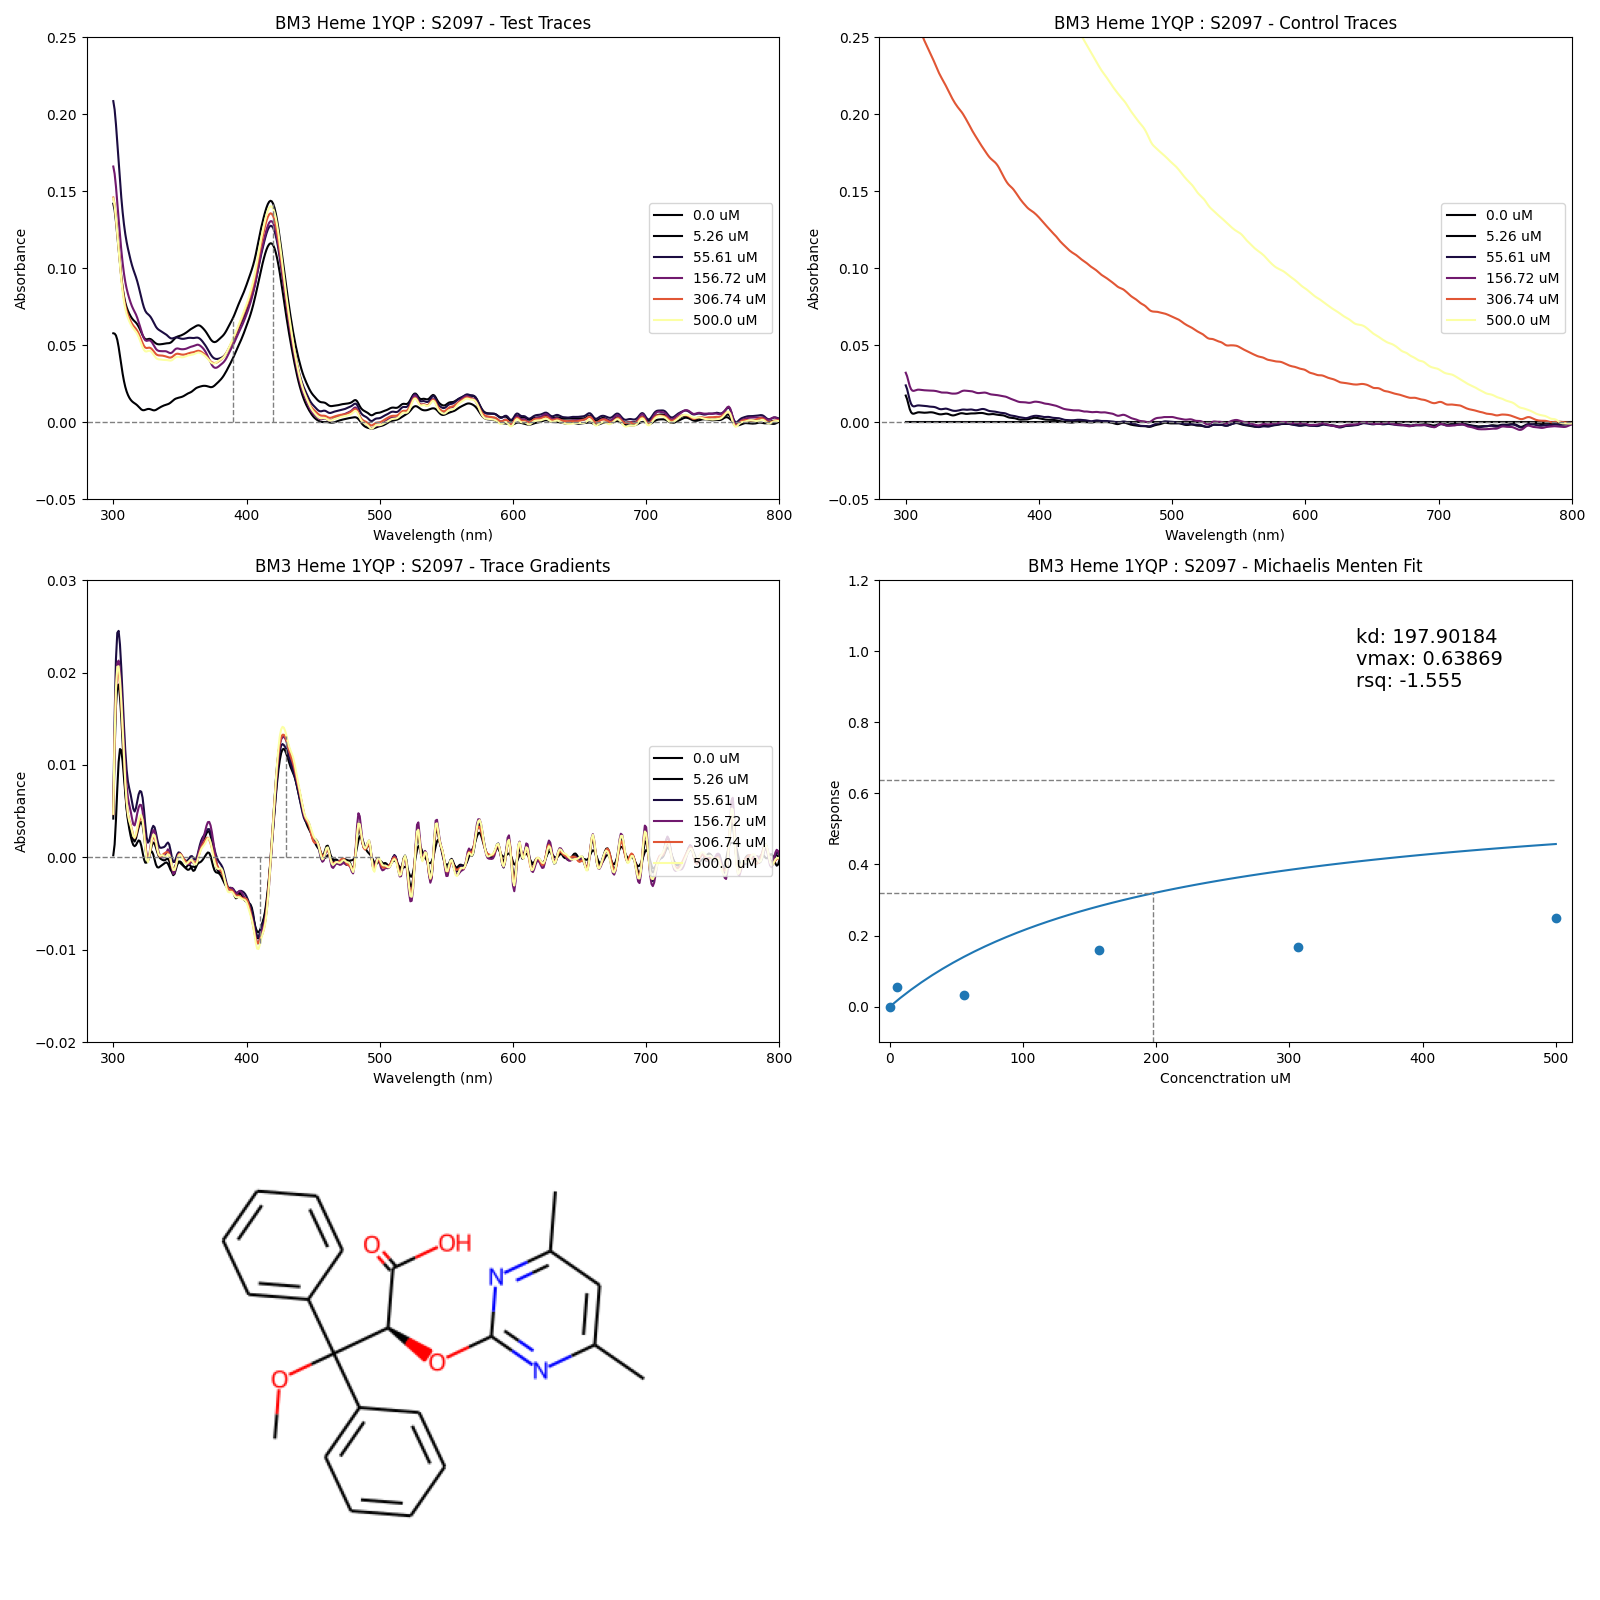 BM3 Heme 1YQP : S2097 - Test Traces
0.25
0.20
0.15
0.10
0.05
0.00
−0.05
Absorbance
300
400
500
600
700
800
Wavelength (nm)
0.0 uM
5.26 uM
55.61 uM
156.72 uM
306.74 uM
500.0 uM
BM3 Heme 1YQP : S2097 - Control Traces
0.25
0.20
0.15
0.10
0.05
0.00
−0.05
Absorbance
300
400
500
600
700
800
Wavelength (nm)
0.0 uM
5.26 uM
55.61 uM
156.72 uM
306.74 uM
500.0 uM
BM3 Heme 1YQP : S2097 - Trace Gradients
0.03
0.02
0.01
0.00
−0.01
−0.02
Absorbance
300
400
500
600
700
800
Wavelength (nm)
0.0 uM
5.26 uM
55.61 uM
156.72 uM
306.74 uM
500.0 uM
BM3 Heme 1YQP : S2097 - Michaelis Menten Fit
1.2
1.0
0.8
0.6
0.4
0.2
0.0
Response
0
100
200
300
400
500
Concenctration uM
kd: 197.90184
vmax: 0.63869
rsq: -1.555
O
OH
N
O
N
O